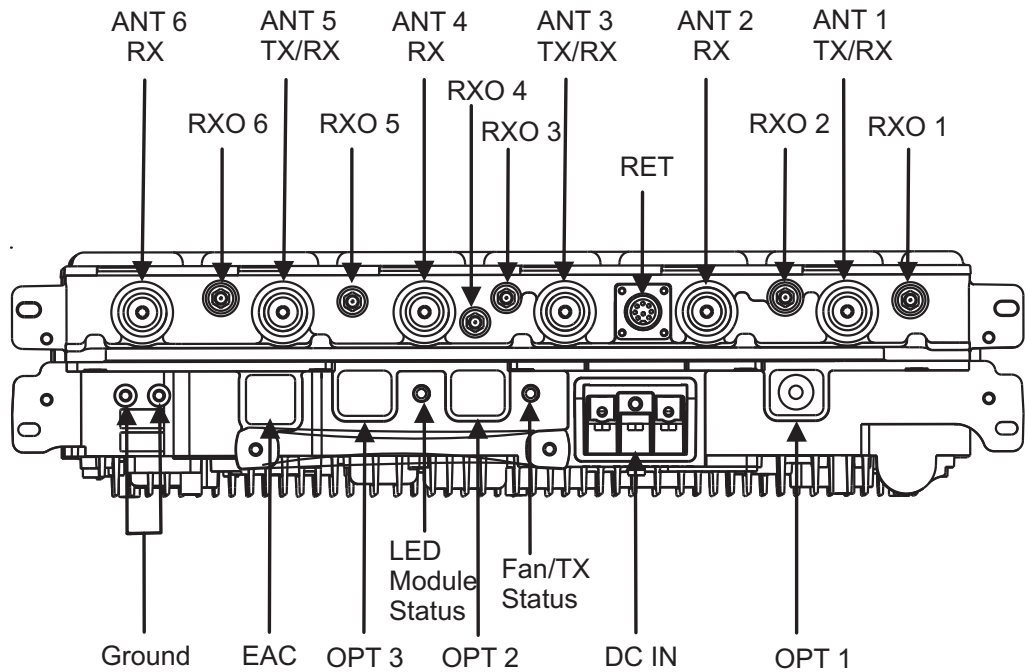 ANT 6
RX
ANT 5
TX/RX
ANT 4
RX
ANT 3
TX/RX
ANT 2
RX
ANT 1
TX/RX
RXO 6
RXO 5
RXO 4
RXO 3
RET
RXO 2
RXO 1
LED
Module
Status
Fan/TX
Status
Ground
EAC
OPT 3
OPT 2
DC IN
OPT 1